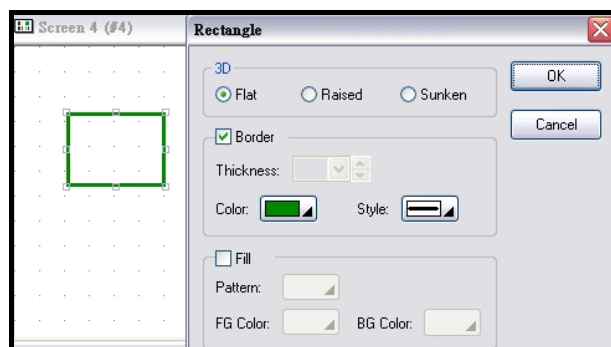 Screen 4 (#4)
Rectangle
3D
Flat Raised Sunken
OK
Cancel
Border
Thickness:
Color: Style:
Fill
Pattern:
FG Color: BG Color: